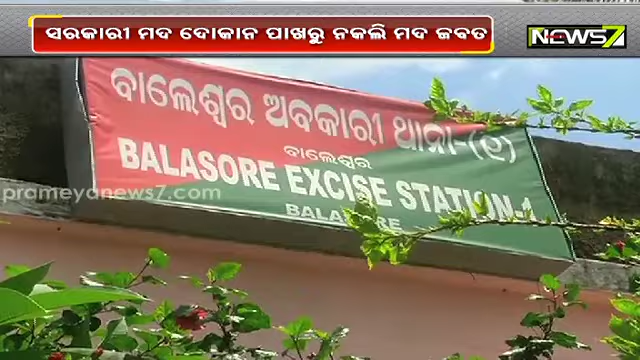 ସରକାରୀ ମଦ ଦୋକାନ ପାଖରୁ ନକଲି ମଦ ଜବତ
NEWS7
ବାଲେଶ୍ୱର ଅବକାରୀ ଥାନା-(୧)
ବାଲେଶ୍ୱର
BALASORE EXCISE STATION-1
BALASORE
prameyanews7.com